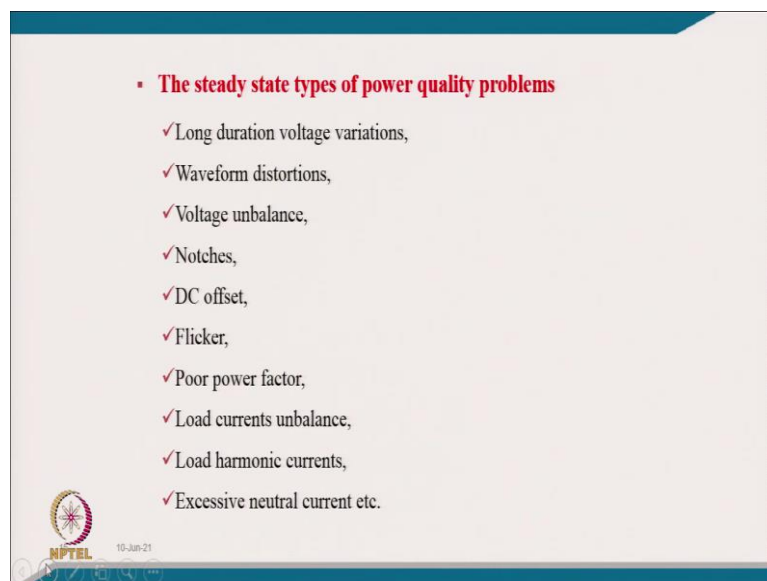 The steady state types of power quality problems
Long duration voltage variations,
Waveform distortions,
Voltage unbalance,
Notches,
DC offset,
Flicker,
Poor power factor,
Load currents unbalance,
Load harmonic currents,
Excessive neutral current etc.
NPTEL
10-Jun-21